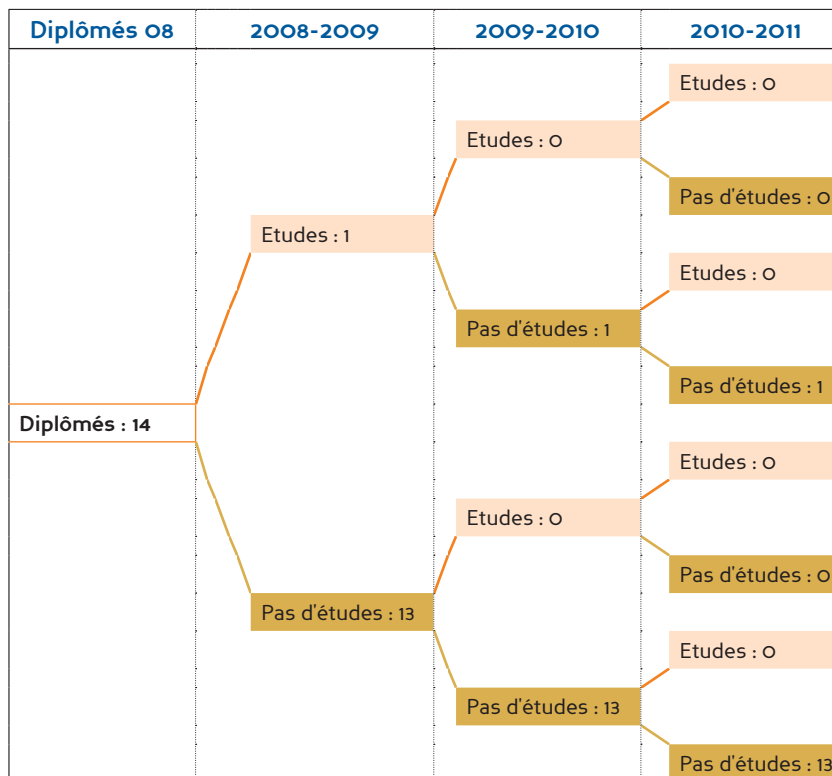 Diplômés 08 2008-2009 2009-2010 2010-2011
Etudes : 0
Etudes : 0
Pas d'études : 0
Etudes : 1
Etudes : 0
Pas d'études : 1
Pas d'études : 1
Diplômés : 14
Etudes : 0
Etudes : 0
Pas d'études : 0
Pas d'études : 13
Etudes : 0
Pas d'études : 13
Pas d'études : 13